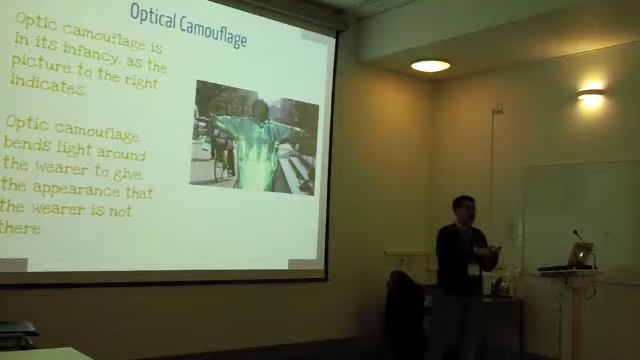 Optical Camouflage
Optic camouflage is
in its infancy, as the
picture to the right
indicates.
Optic camouflage
bends light around
the wearer to give
the appearance that
the wearer is not
there